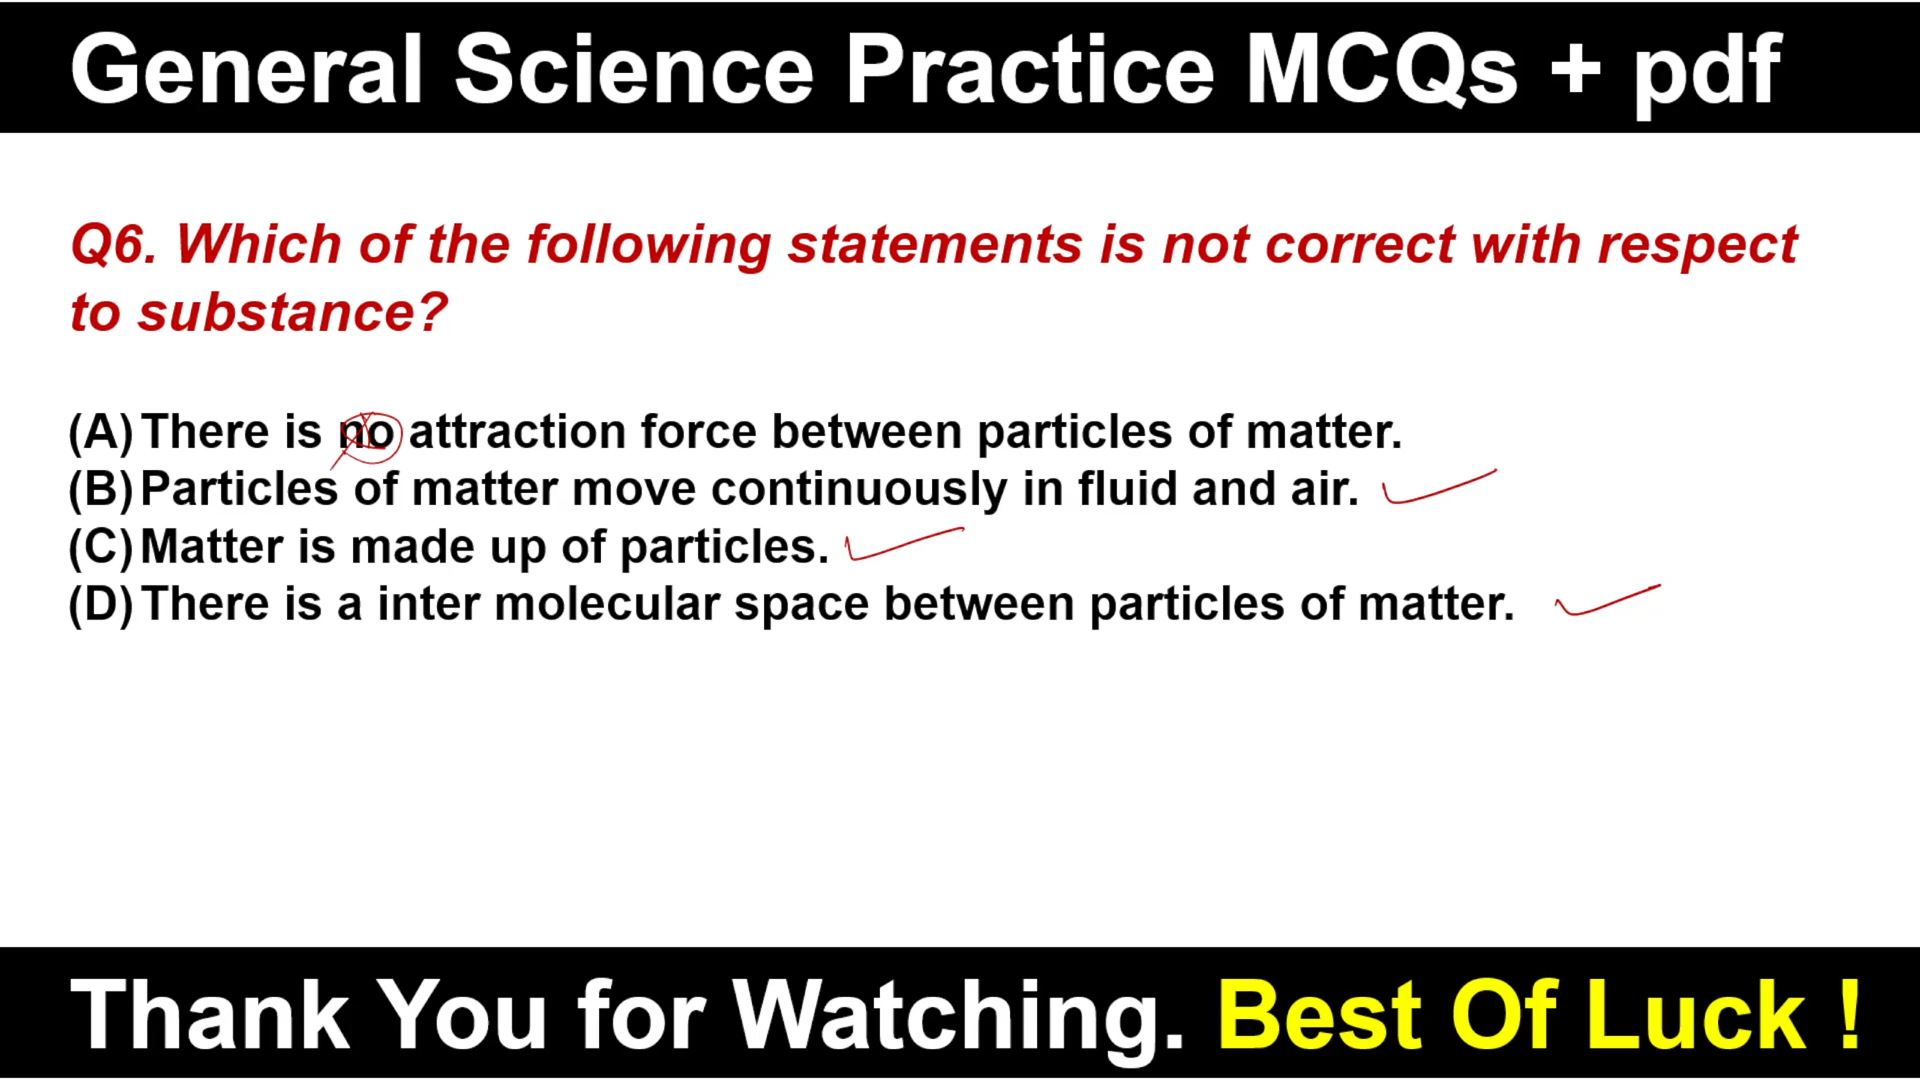 General Science Practice MCQs + pdf
Q6. Which of the following statements is not correct with respect
to substance?
(A) There is no attraction force between particles of matter.
(B) Particles of matter move continuously in fluid and air.
(C) Matter is made up of particles.
(D) There is a inter molecular space between particles of matter.
Thank You for Watching. Best Of Luck !